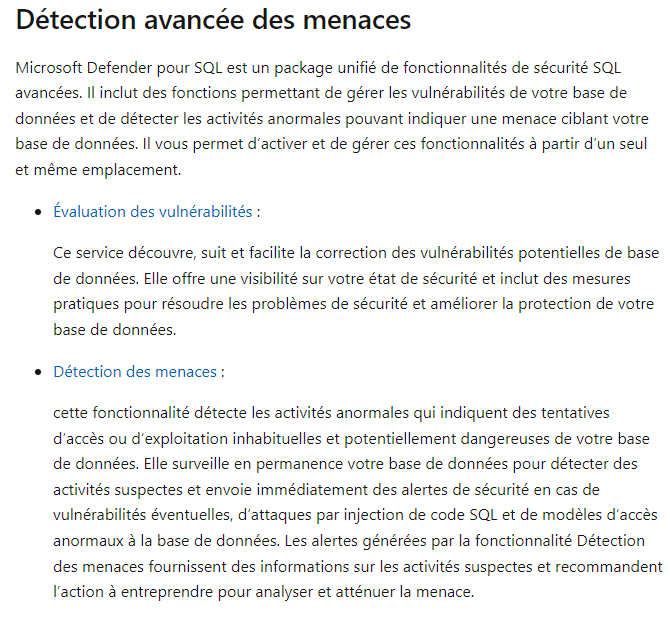 Détection avancée des menaces
Microsoft Defender pour SQL est un package unifié de fonctionnalités de sécurité SQL
avancées. Il inclut des fonctions permettant de gérer les vulnérabilités de votre base de
données et de détecter les activités anormales pouvant indiquer une menace ciblant votre
base de données. Il vous permet d’activer et de gérer ces fonctionnalités à partir d’un seul
et même emplacement.
• Évaluation des vulnérabilités :
Ce service découvre, suit et facilite la correction des vulnérabilités potentielles de base
de données. Elle offre une visibilité sur votre état de sécurité et inclut des mesures
pratiques pour résoudre les problèmes de sécurité et améliorer la protection de votre
base de données.
• Détection des menaces :
cette fonctionnalité détecte les activités anormales qui indiquent des tentatives
d’accès ou d’exploitation inhabituelles et potentiellement dangereuses de votre base
de données. Elle surveille en permanence votre base de données pour détecter des
activités suspectes et envoie immédiatement des alertes de sécurité en cas de
vulnérabilités éventuelles, d’attaques par injection de code SQL et de modèles d’accès
anormaux à la base de données. Les alertes générées par la fonctionnalité Détection
des menaces fournissent des informations sur les activités suspectes et recommandent
l’action à entreprendre pour analyser et atténuer la menace.